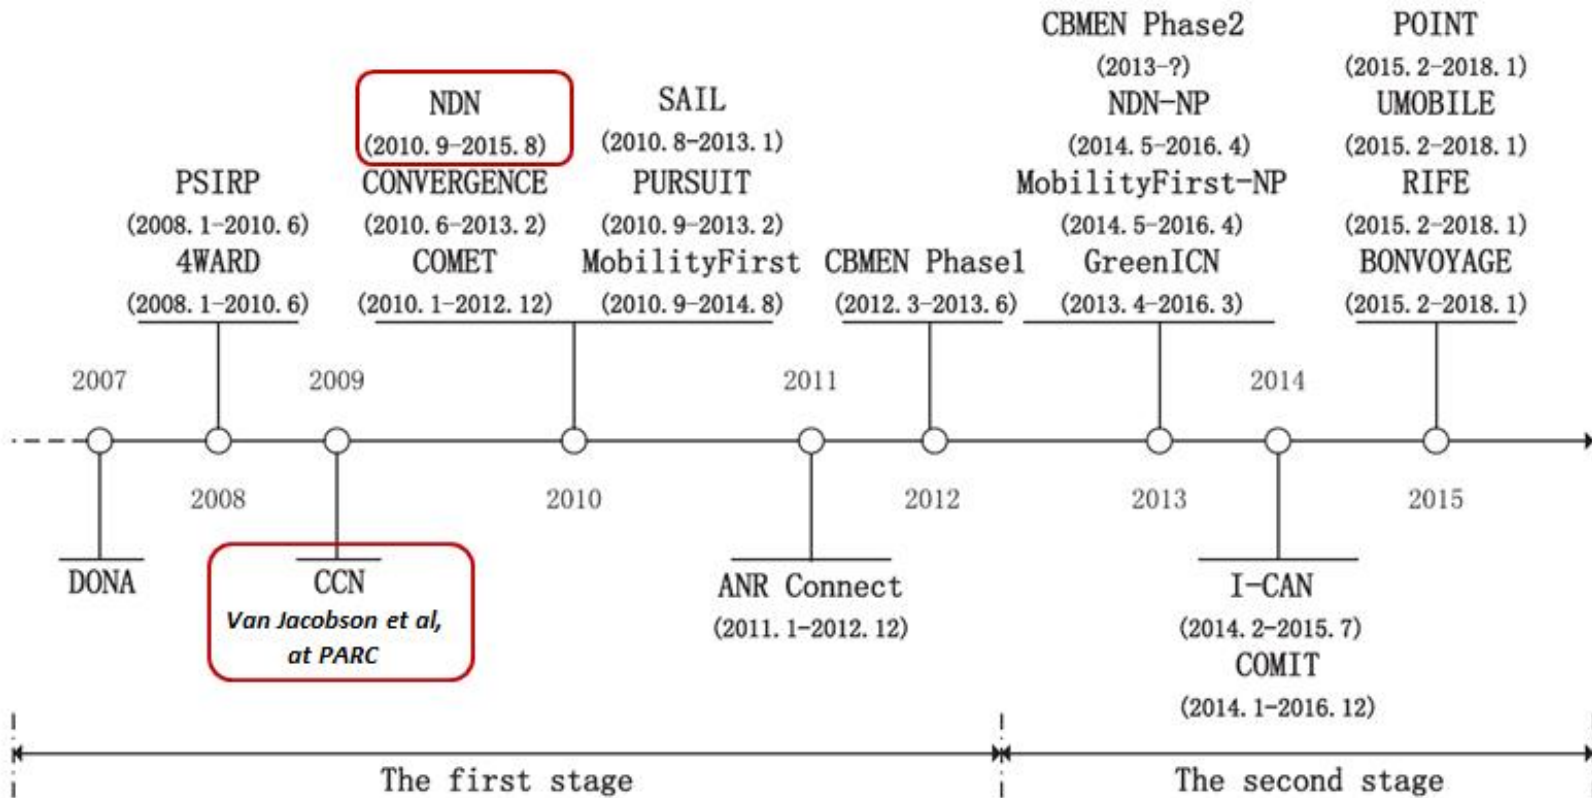 CBMEN Phase2
(2013-?)
POINT
(2015.2-2018.1)
NDN
(2010.9-2015.8)
SAIL
(2010.8-2013.1)
NDN-NP
(2014.5-2016.4)
UMOBILE
(2015.2-2018.1)
PSIRP
(2008.1-2010.6)
CONVERGENCE
(2010.6-2013.2)
PURSUIT
(2010.9-2013.2)
MobilityFirst-NP
(2014.5-2016.4)
RIFE
(2015.2-2018.1)
4WARD
(2008.1-2010.6)
COMET
(2010.1-2012.12)
MobilityFirst
(2010.9-2014.8)
CBMEN Phase1
(2012.3-2013.6)
GreenICN
(2013.4-2016.3)
BONVOYAGE
(2015.2-2018.1)
2007
2009
2011
2014
2008
2010
2012
2013
2015
DONA
CCN
Van Jacobson et al,
at PARC
ANR Connect
(2011.1-2012.12)
I-CAN
(2014.2-2015.7)
COMIT
(2014.1-2016.12)
The first stage
The second stage